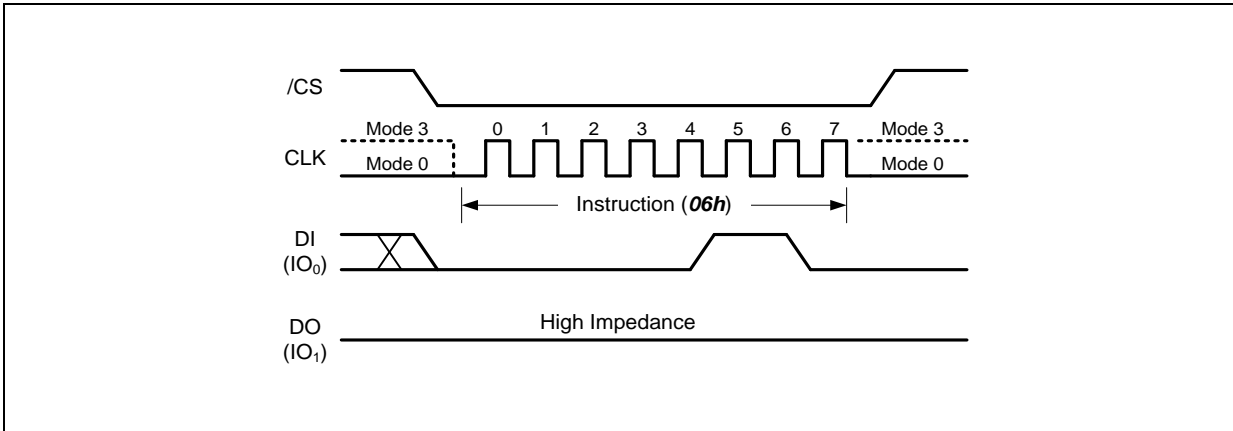 /CS
Mode 3 0 1 2 3 4 5 6 7 Mode 3
CLK
Mode 0 Mode 0
Instruction (06h)
DI
(IO₀)
High Impedance
DO
(IO₁)